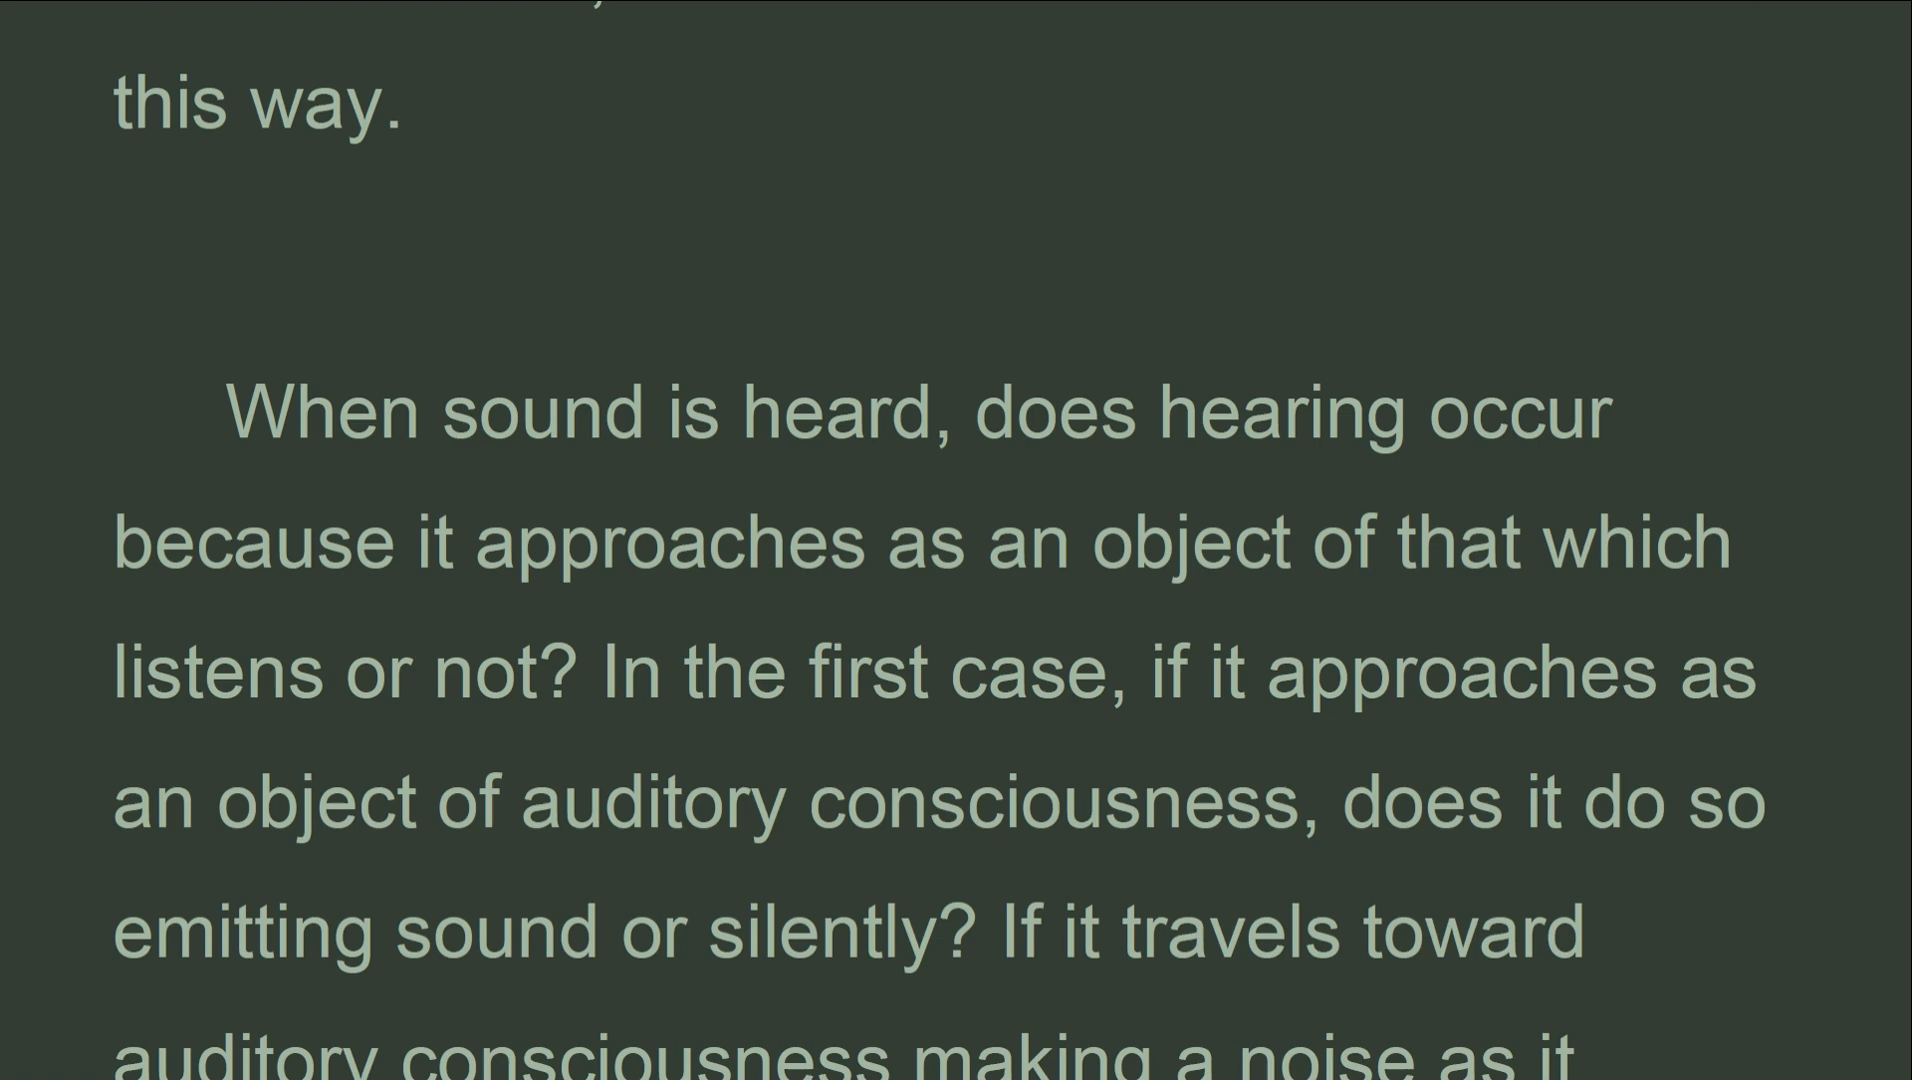 this way.
When sound is heard, does hearing occur
because it approaches as an object of that which
listens or not? In the first case, if it approaches as
an object of auditory consciousness, does it do so
emitting sound or silently? If it travels toward
auditory consciousness making a noise as it